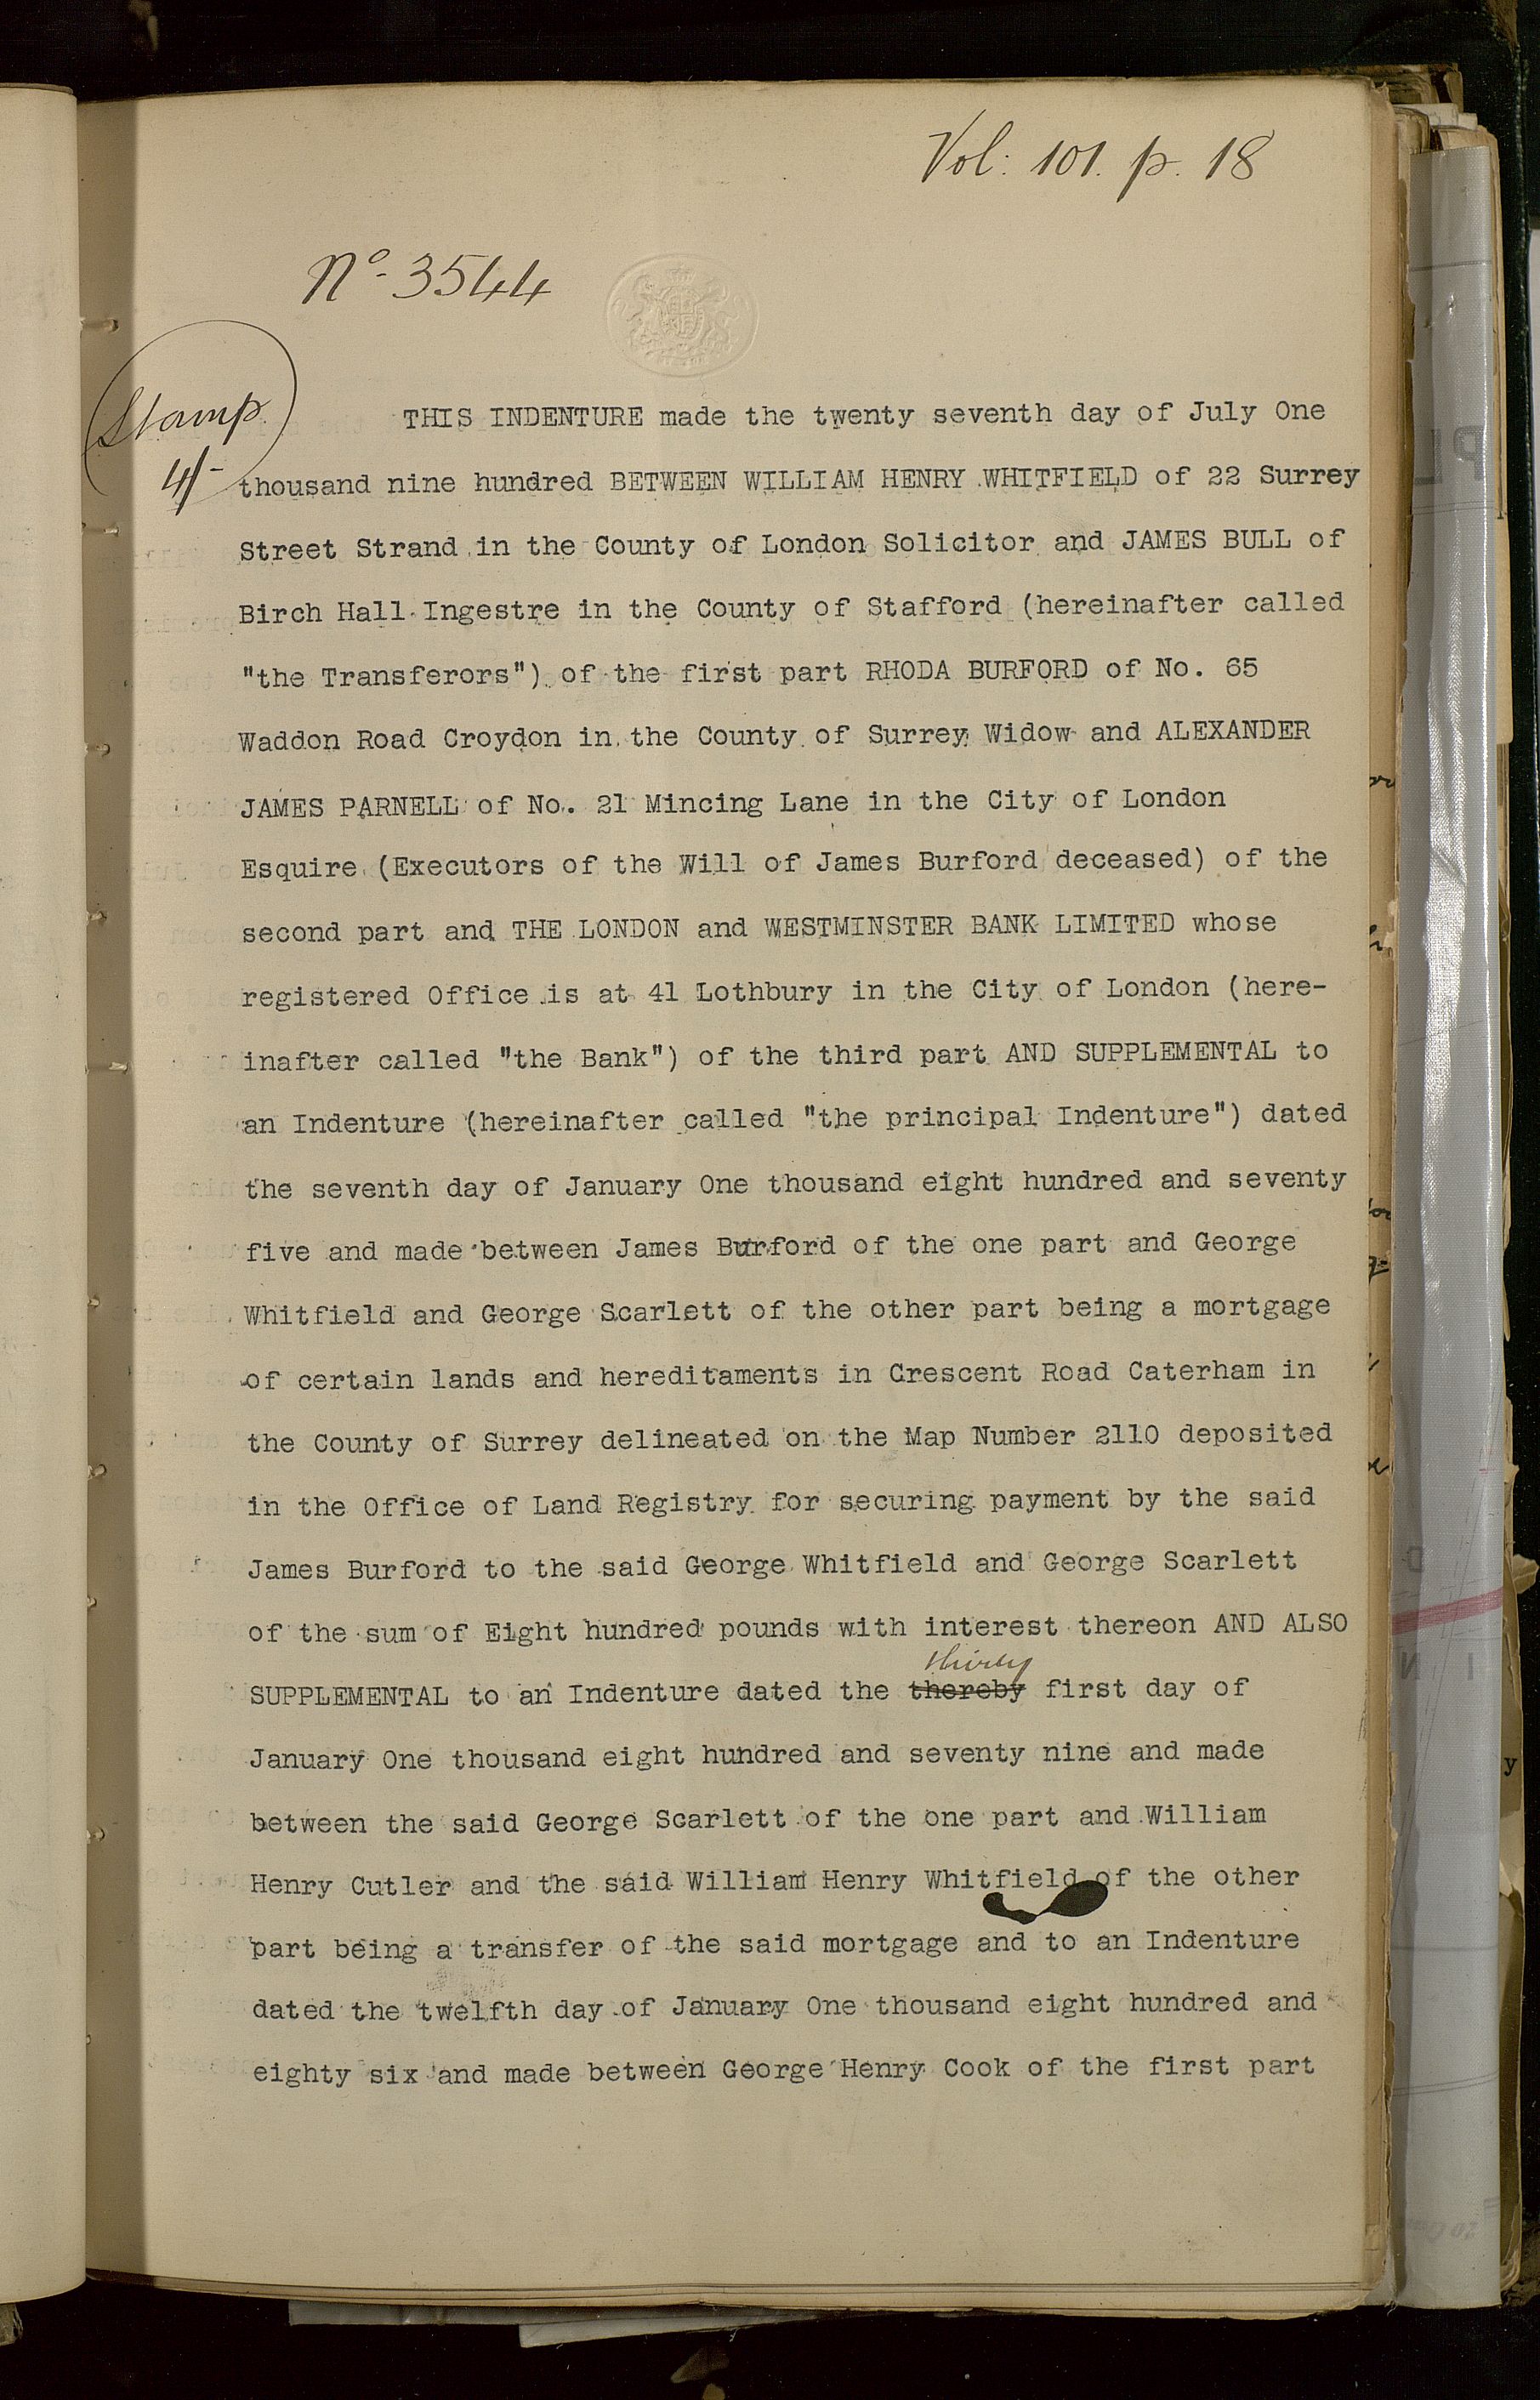 Vol: 101. p. 18
No. 3544
Stamp
4/-
THIS INDENTURE made the twenty seventh day of July One
thousand nine hundred BETWEEN WILLIAM HENRY WHITFIELD of 22 Surrey
Street Strand in the County of London Solicitor and JAMES BULL of
Birch Hall Ingestre in the County of Stafford (hereinafter called
"the Transferors") of the first part RHODA BURFORD of No. 65
Waddon Road Croydon in the County of Surrey Widow and ALEXANDER
JAMES PARNELL of No. 21 Mincing Lane in the City of London
Esquire (Executors of the Will of James Burford deceased) of the
second part and THE LONDON and WESTMINSTER BANK LIMITED whose
registered Office is at 41 Lothbury in the City of London (here-
inafter called "the Bank") of the third part AND SUPPLEMENTAL to
an Indenture (hereinafter called "the principal Indenture") dated
the seventh day of January One thousand eight hundred and seventy
five and made between James Burford of the one part and George
Whitfield and George Scarlett of the other part being a mortgage
of certain lands and hereditaments in Crescent Road Caterham in
the County of Surrey delineated on the Map Number 2110 deposited
in the Office of Land Registry for securing payment by the said
James Burford to the said George Whitfield and George Scarlett
of the sum of Eight hundred pounds with interest thereon AND ALSO
thirty
SUPPLEMENTAL to an Indenture dated the thereby first day of
January One thousand eight hundred and seventy nine and made
between the said George Scarlett of the one part and William
Henry Cutler and the said William Henry Whitfield of the other
part being a transfer of the said mortgage and to an Indenture
dated the twelfth day of January One thousand eight hundred and
eighty six and made between George Henry Cook of the first part